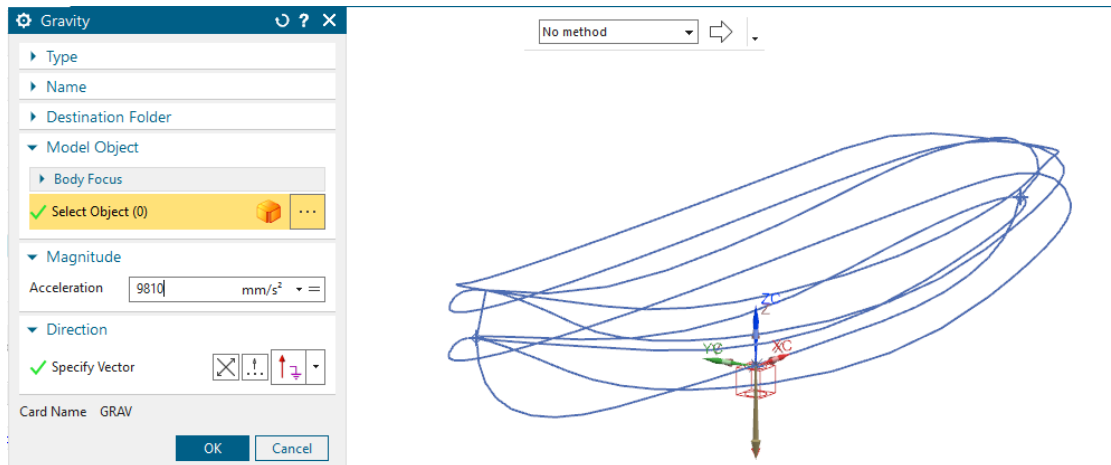 Gravity
Type
Name
Destination Folder
Model Object
Body Focus
Select Object (0)
Magnitude
Acceleration 9810 mm/s²
Direction
Specify Vector
Card Name GRAV
OK Cancel
No method
ZC
Z
XC